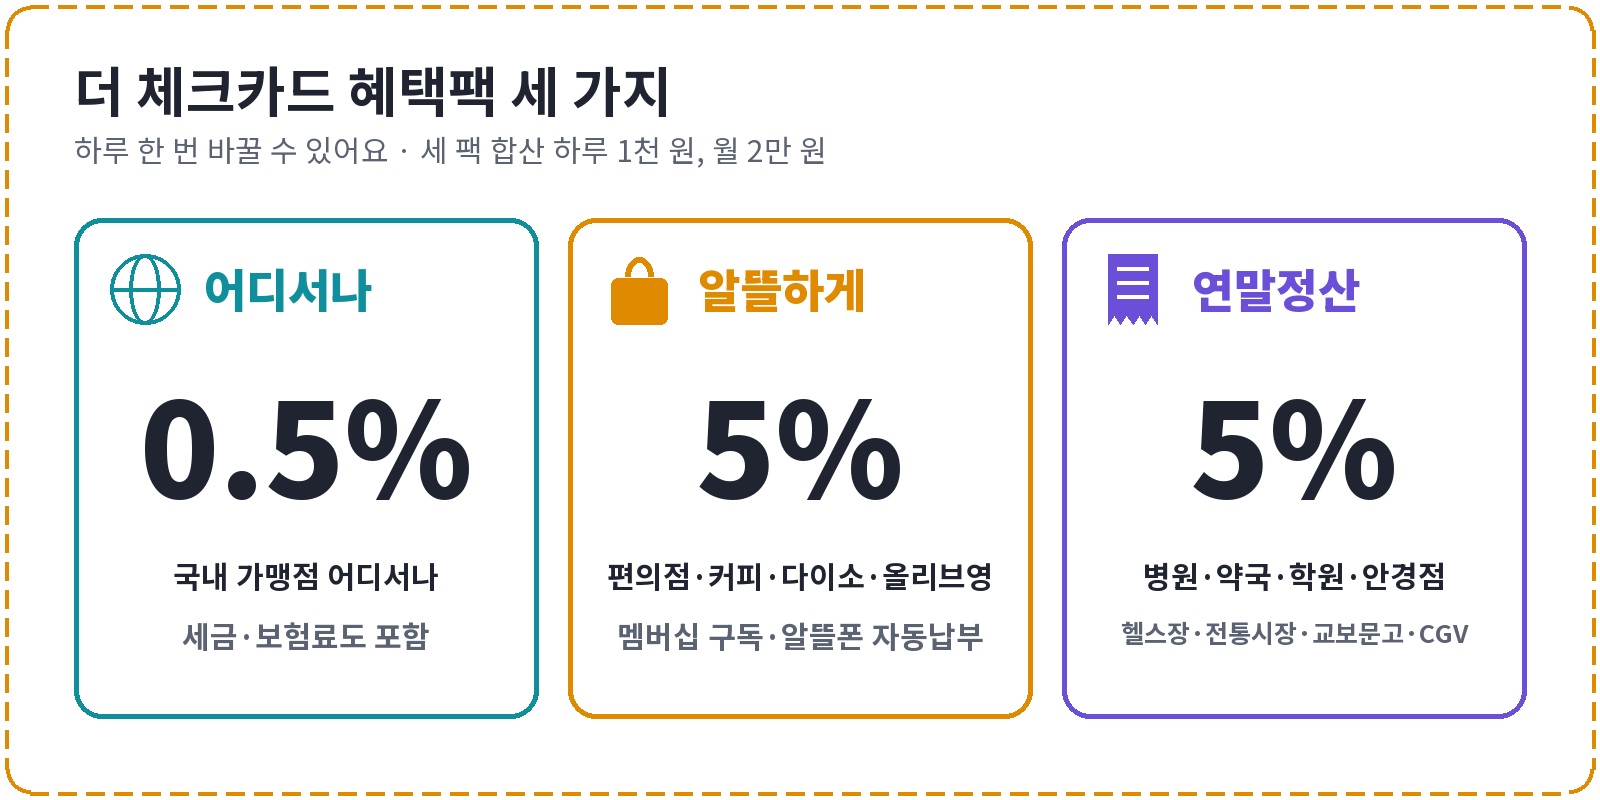 더 체크카드 혜택팩 세 가지
하루 한 번 바꿀 수 있어요 · 세 팩 합산 하루 1천 원, 월 2만 원
어디서나
0.5%
국내 가맹점 어디서나
세금·보험료도 포함
알뜰하게
5%
편의점·커피·다이소·올리브영
멤버십 구독·알뜰폰 자동납부
연말정산
5%
병원·약국·학원·안경점
헬스장·전통시장·교보문고·CGV